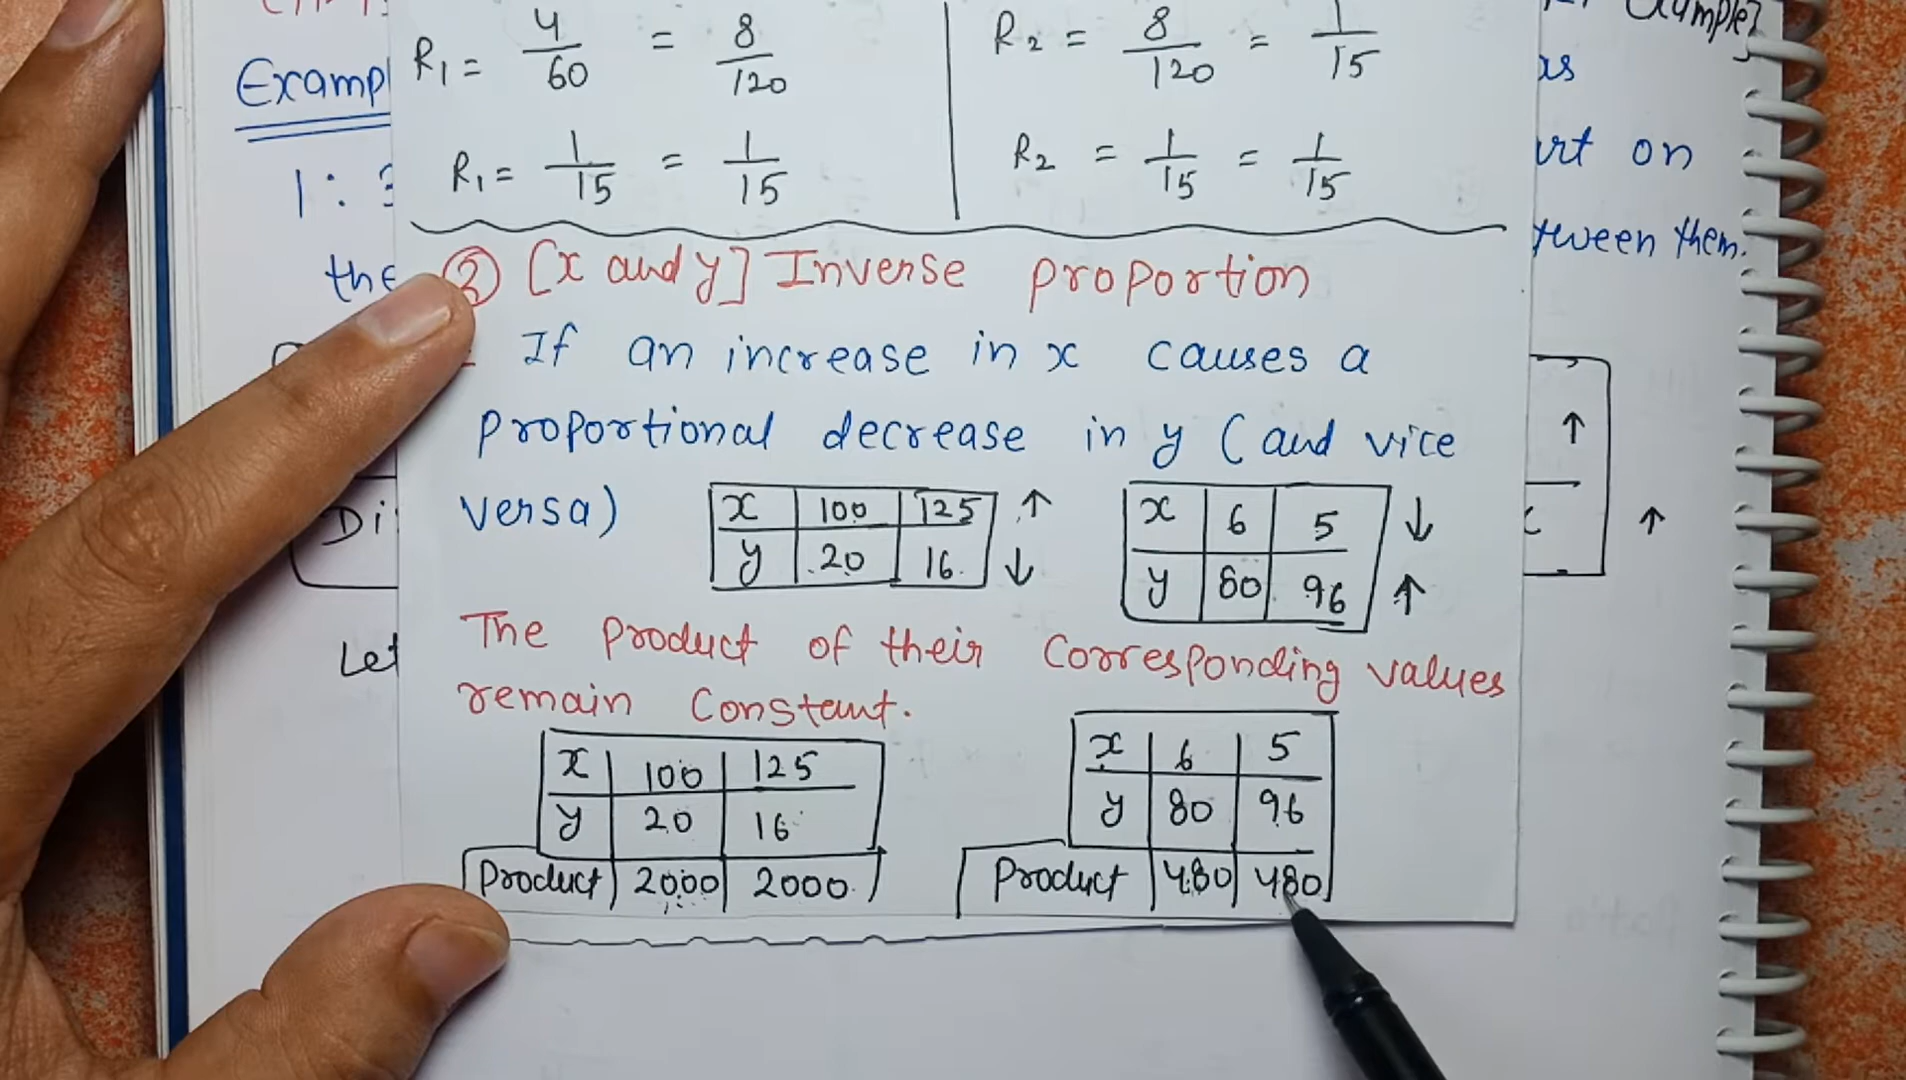 Example
as
R₁ = 4/60 = 8/120
R₂ = 8/120 = 1/15
R₁ = 1/15 = 1/15
R₂ = 1/15 = 1/15
on
1 :
tween them.
② [x and y] Inverse proportion
the
If an increase in x causes a
proportional decrease in y (and vice
versa)
x 100 125 ↑
y 20 16 ↓
x 6 5 ↓
y 80 96 ↑
↑
Di
↑
Let
The product of their corresponding values
remain constant.
x 100 125
y 20 16
Product 2000 2000
x 6 5
y 80 96
Product 480 480